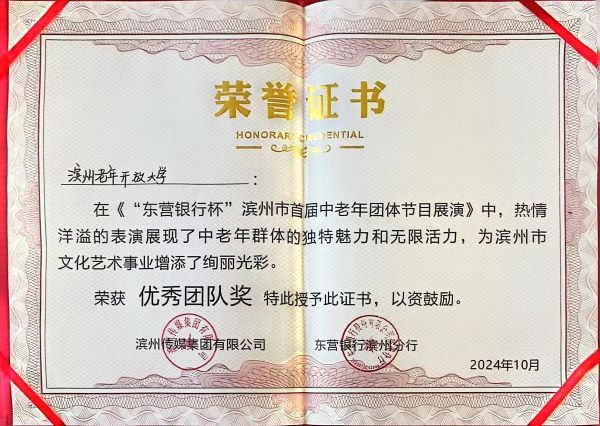 荣誉证书
HONORARY CREDENTIAL
滨州老年开放大学：
在《“东营银行杯”滨州市首届中老年团体节目展演》中，热情
洋溢的表演展现了中老年群体的独特魅力和无限活力，为滨州市
文化艺术事业增添了绚丽光彩。
荣获 优秀团队奖 特此授予此证书，以资鼓励。
滨州传媒集团有限公司 东营银行滨州分行
2024年10月